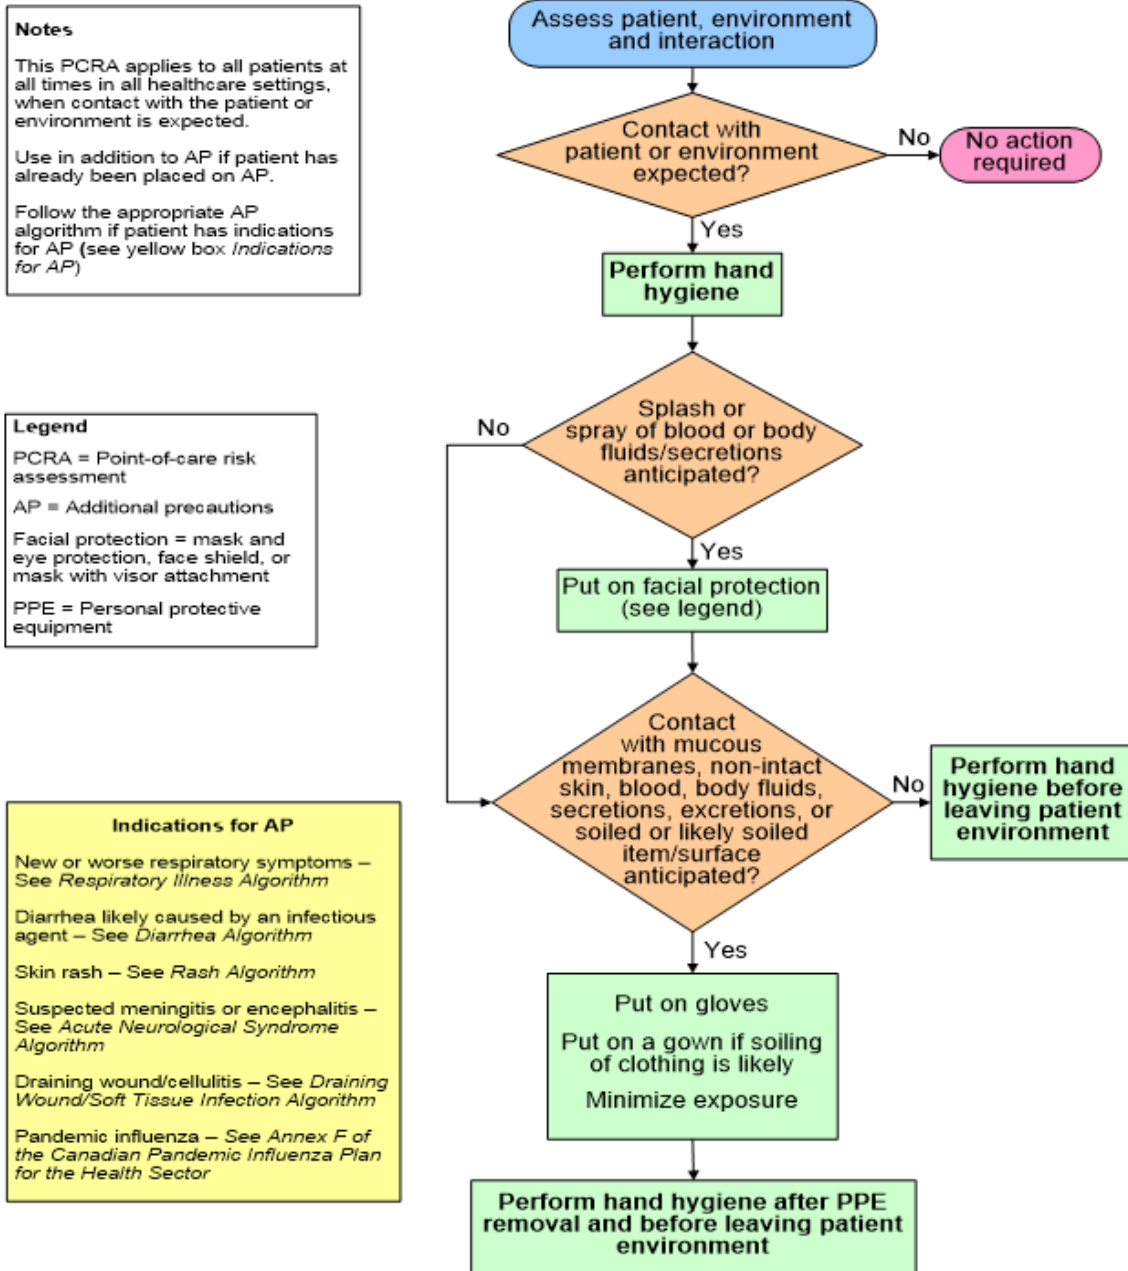 Notes
This PCRA applies to all patients at
all times in all healthcare settings,
when contact with the patient or
environment is expected.
Use in addition to AP if patient has
already been placed on AP.
Follow the appropriate AP
algorithm if patient has indications
for AP (see yellow box Indications
for AP)
Legend
PCRA = Point-of-care risk
assessment
AP = Additional precautions
Facial protection = mask and
eye protection, face shield, or
mask with visor attachment
PPE = Personal protective
equipment
Indications for AP
New or worse respiratory symptoms –
See Respiratory Illness Algorithm
Diarrhea likely caused by an infectious
agent – See Diarrhea Algorithm
Skin rash – See Rash Algorithm
Suspected meningitis or encephalitis –
See Acute Neurological Syndrome
Algorithm
Draining wound/cellulitis – See Draining
Wound/Soft Tissue Infection Algorithm
Pandemic influenza – See Annex F of
the Canadian Pandemic Influenza Plan
for the Health Sector
Assess patient, environment
and interaction
Contact with
patient or environment
expected?
No
No action
required
Yes
Perform hand
hygiene
Splash or
spray of blood or body
fluids/secretions
anticipated?
No
Yes
Put on facial protection
(see legend)
Contact
with mucous
membranes, non-intact
skin, blood, body fluids,
secretions, excretions, or
soiled or likely soiled
item/surface
anticipated?
No
Perform hand
hygiene before
leaving patient
environment
Yes
Put on gloves
Put on a gown if soiling
of clothing is likely
Minimize exposure
Perform hand hygiene after PPE
removal and before leaving patient
environment